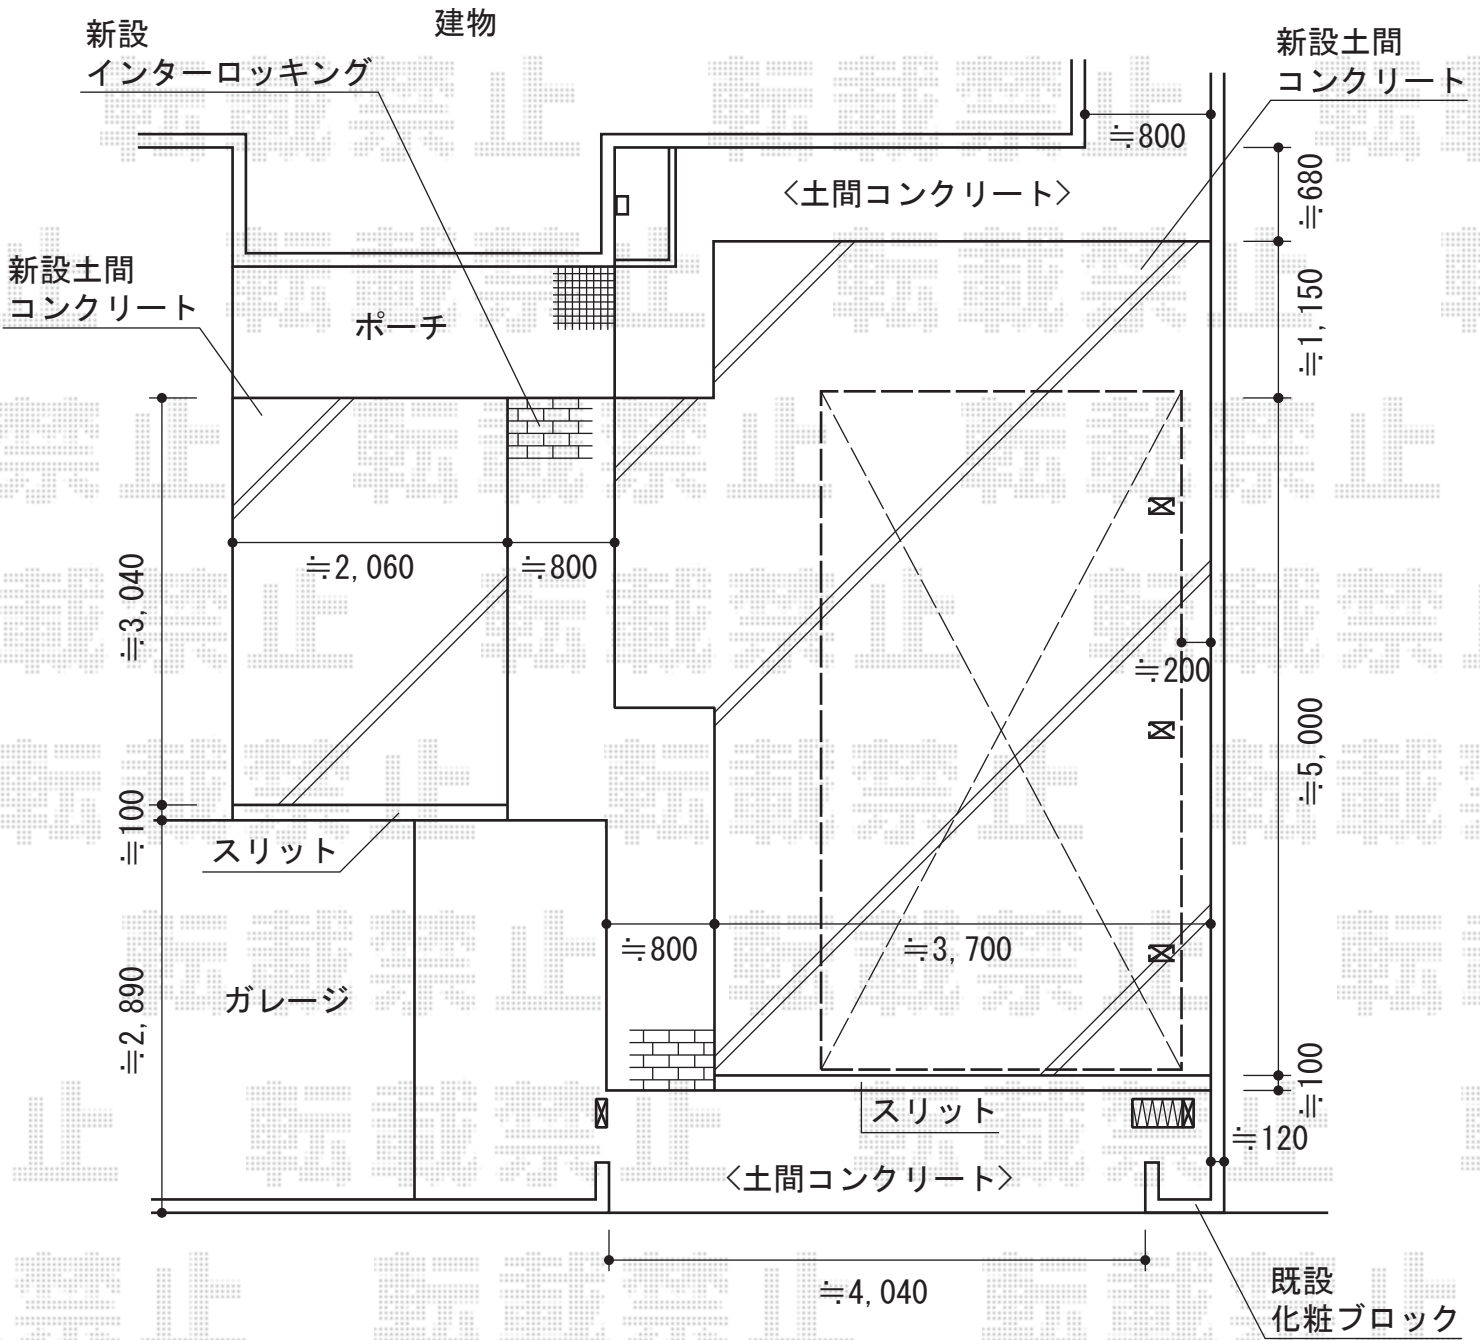 建物
新設
インターロッキング
新設土間
コンクリート
≒800
〈土間コンクリート〉
≒680
新設土間
コンクリート
≒1,150
ポーチ
≒2,060
≒800
≒3,040
≒200
≒5,000
≒100
スリット
≒800
≒3,700
ガレージ
≒2,890
≒100
スリット
≒120
〈土間コンクリート〉
≒4,040
既設
化粧ブロック
転載禁止